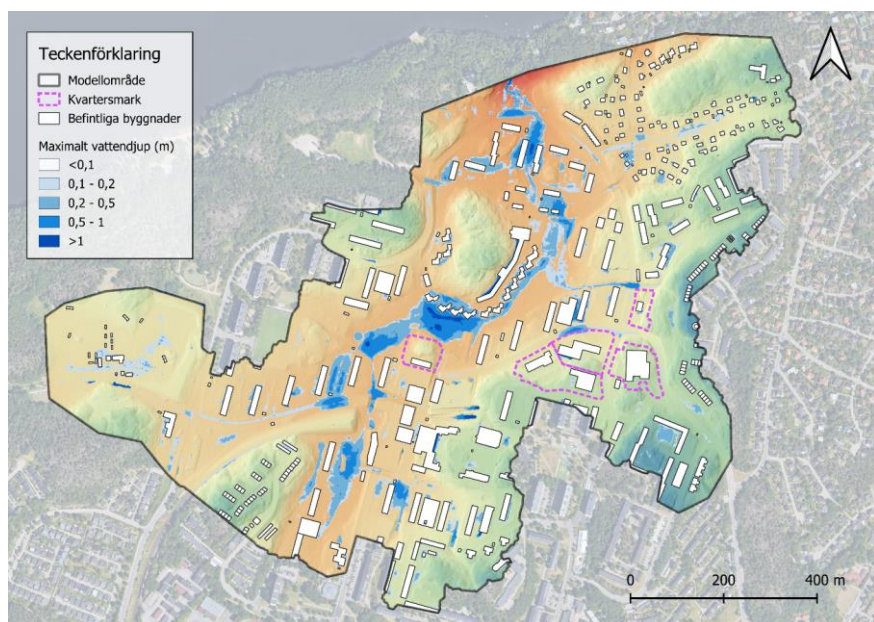 Teckenförklaring
Modellområde
Kvartersmark
Befintliga byggnader
Maximalt vattendjup (m)
<0,1
0,1 - 0,2
0,2 - 0,5
0,5 - 1
>1
0 200 400 m